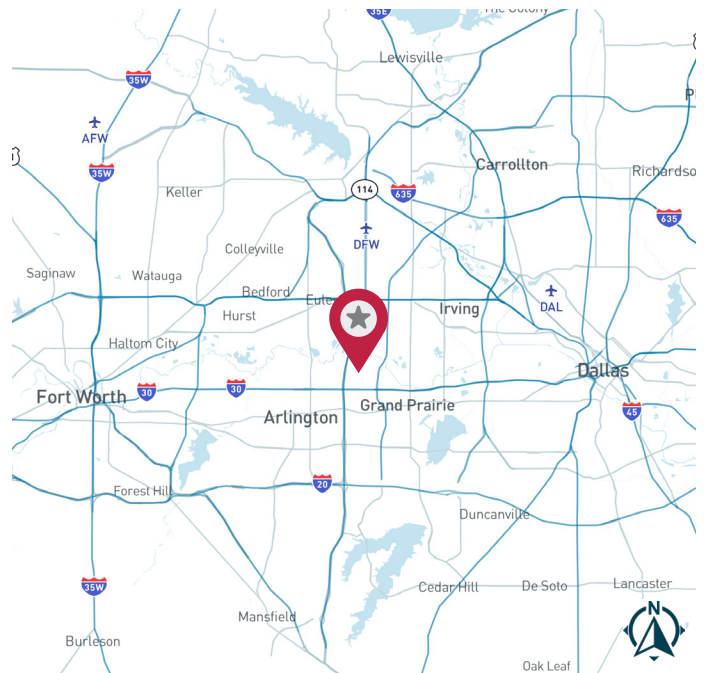 35E
The Colony
Lewisville
35W
AFW
35W
Carrollton
Richardso
114
635
Keller
635
DFW
Colleyville
Saginaw
Watauga
Bedford
Eules
DAL
Hurst
Irving
Haltom City
Dallas
Fort Worth
30
30
Grand Prairie
Arlington
45
20
Forest Hill
Duncanville
35W
Cedar Hill
De Soto
Lancaster
N
Mansfield
Burleson
Oak Leaf